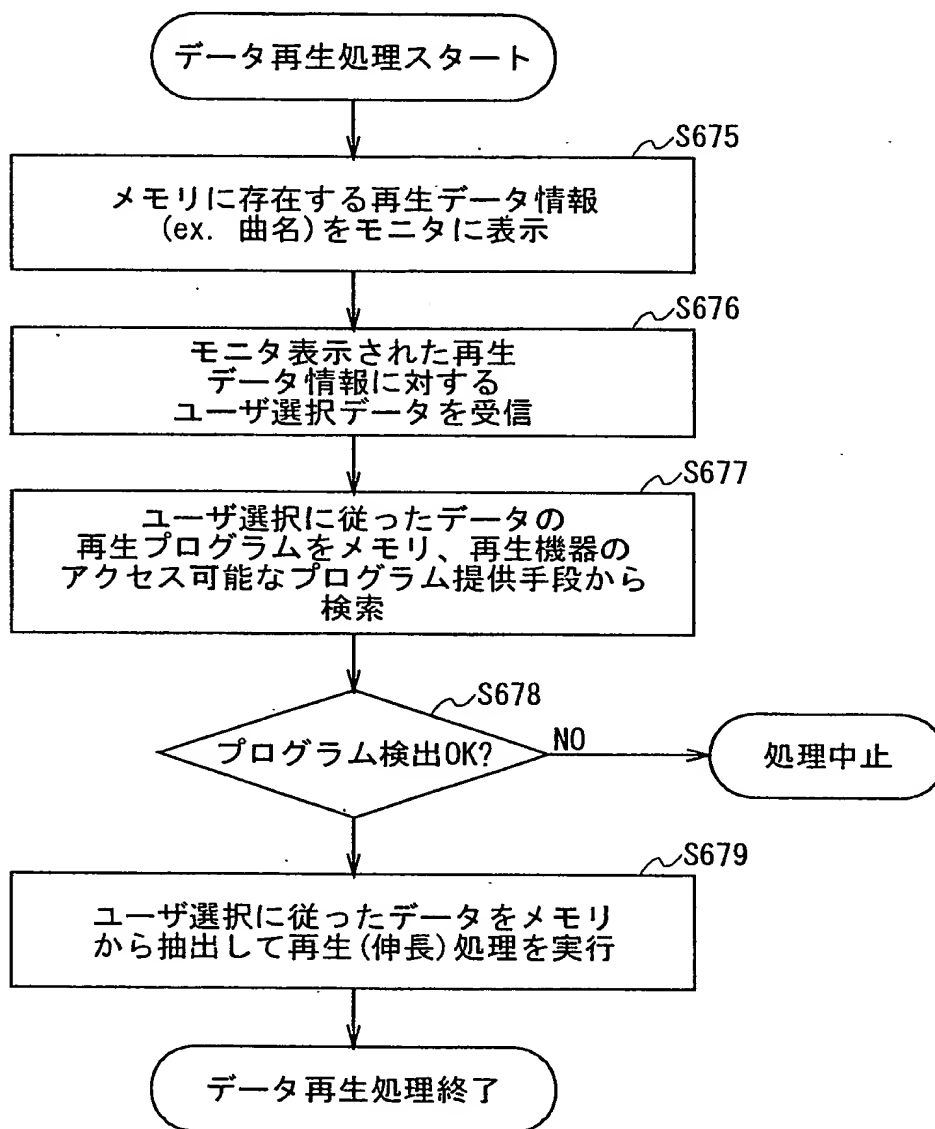 データ再生処理スタート
S675
メモリに存在する再生データ情報
(ex. 曲名)をモニタに表示
S676
モニタ表示された再生
データ情報に対する
ユーザ選択データを受信
S677
ユーザ選択に従ったデータの
再生プログラムをメモリ、再生機器の
アクセス可能なプログラム提供手段から
検索
S678
プログラム検出OK?
NO
処理中止
S679
ユーザ選択に従ったデータをメモリ
から抽出して再生(伸長)処理を実行
データ再生処理終了